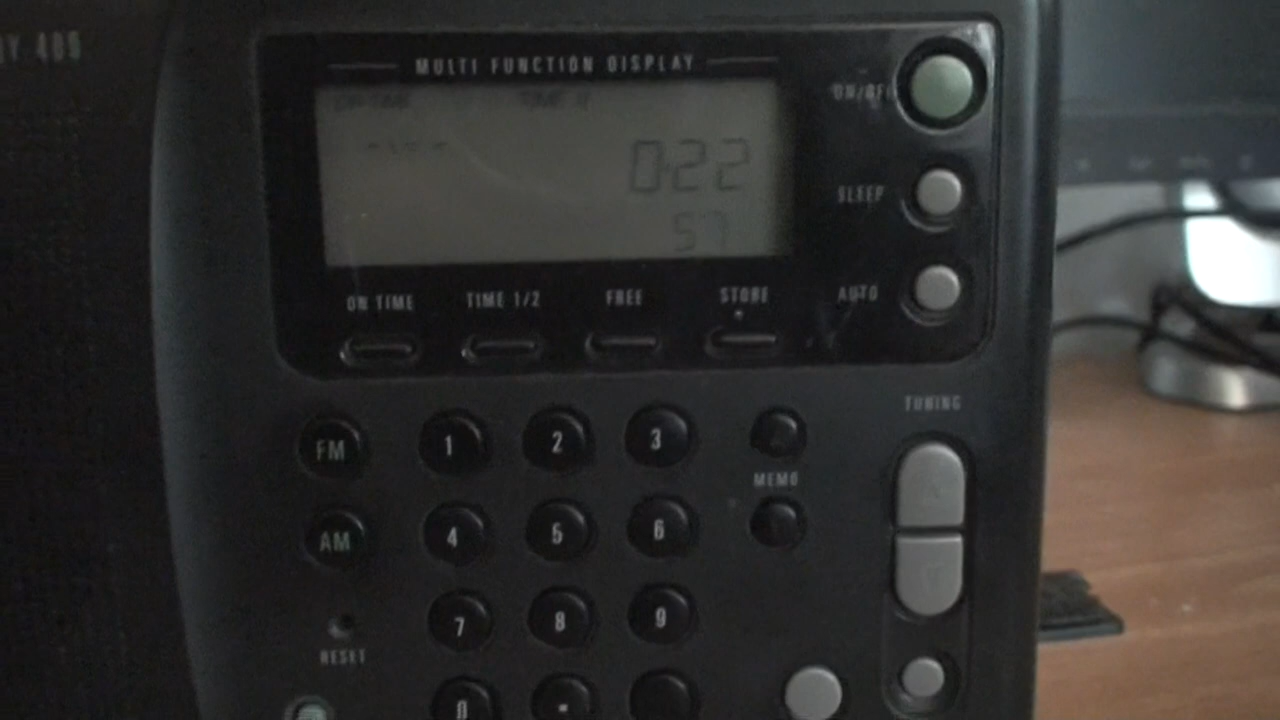 MULTI FUNCTION DISPLAY
ON/OFF
0:22
SLEEP
57
ON TIME
TIME 1/2
FREE
STORE
AUTO
TUNING
FM
1
2
3
MEMO
AM
4
5
6
7
8
9
RESET
0